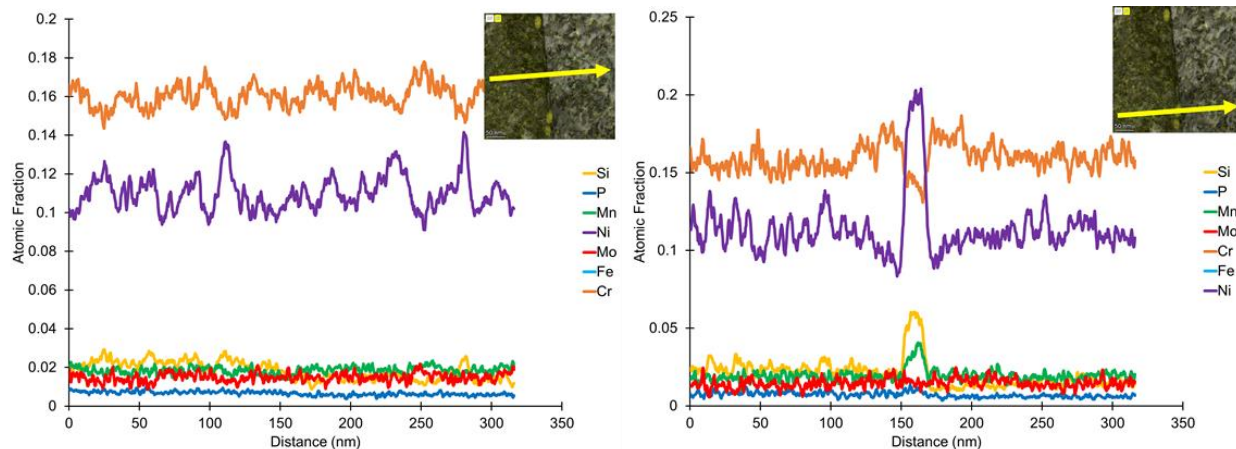 0.2
0.18
0.16
0.14
0.12
0.1
0.08
0.06
0.04
0.02
0
Atomic Fraction
0 50 100 150 200 250 300 350
Distance (nm)
Si
P
Mn
Ni
Mo
Fe
Cr
0.25
0.2
0.15
0.1
0.05
0
Atomic Fraction
0 50 100 150 200 250 300 350
Distance (nm)
Si
P
Mn
Mo
Cr
Fe
Ni